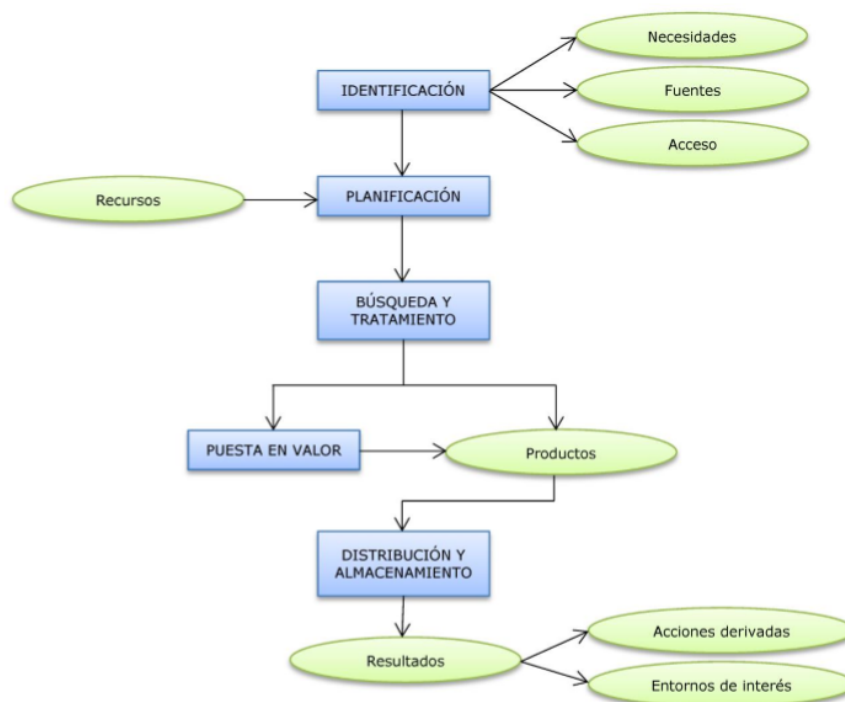 Necesidades
IDENTIFICACIÓN
Fuentes
Acceso
Recursos
PLANIFICACIÓN
BÚSQUEDA Y
TRATAMIENTO
PUESTA EN VALOR
Productos
DISTRIBUCIÓN Y
ALMACENAMIENTO
Acciones derivadas
Resultados
Entornos de interés